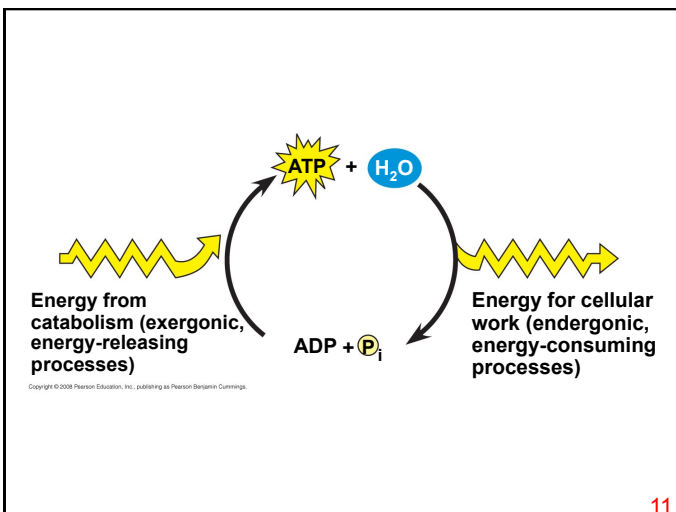 ATP + H₂O
Energy from
catabolism (exergonic,
energy-releasing
processes)
ADP + Pᵢ
Energy for cellular
work (endergonic,
energy-consuming
processes)
Copyright © 2008 Pearson Education, Inc., publishing as Pearson Benjamin Cummings.
11